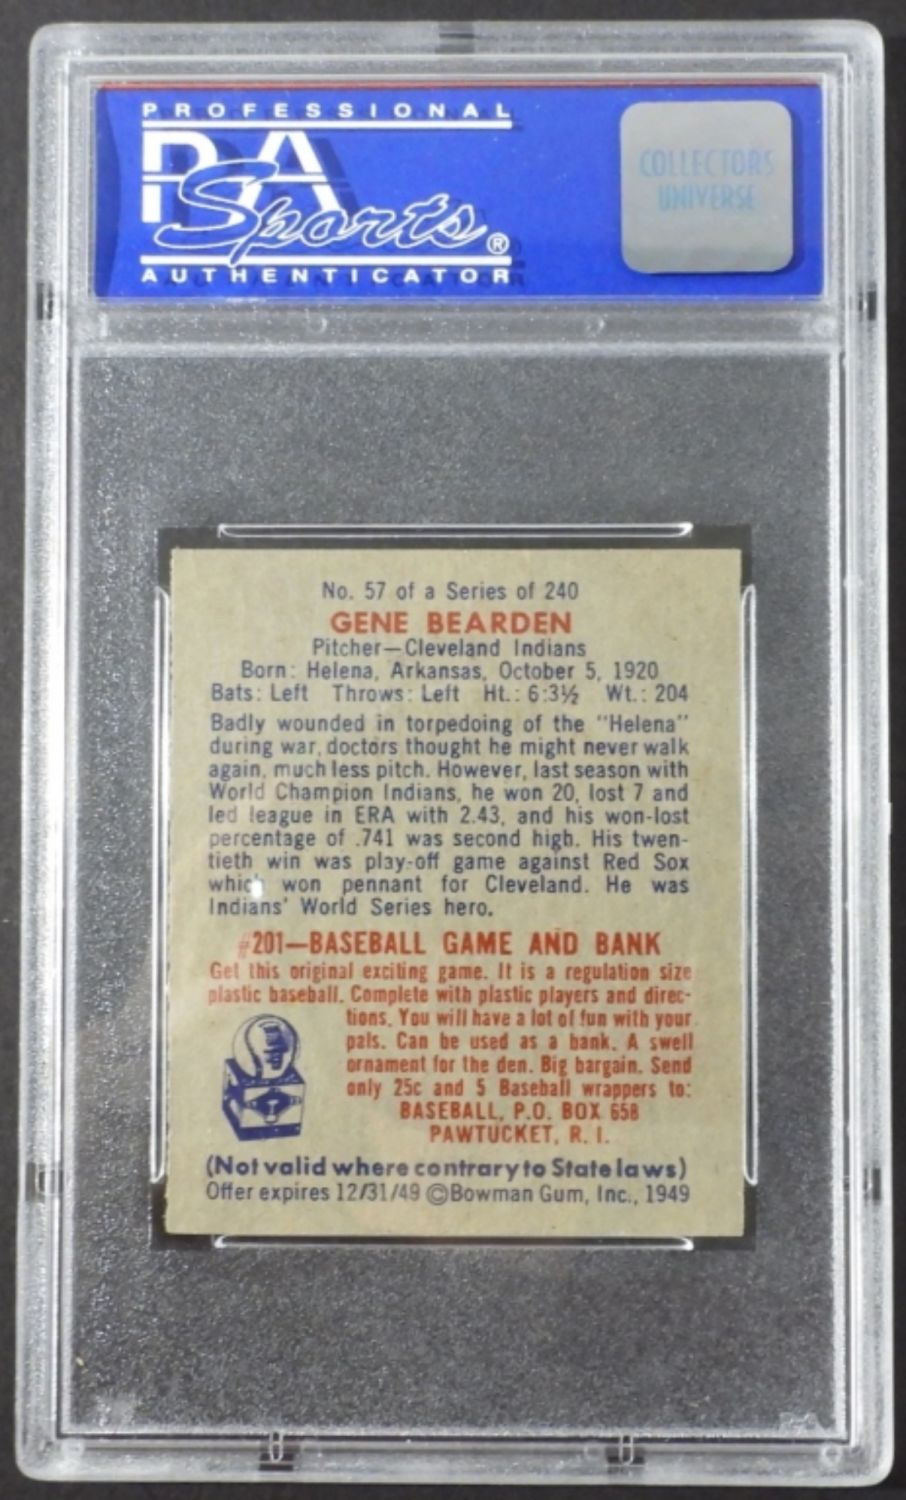 PROFESSIONAL
PSA
Sports®
AUTHENTICATOR
COLLECTORS
UNIVERSE
No. 57 of a Series of 240
GENE BEARDEN
Pitcher—Cleveland Indians
Born: Helena, Arkansas, October 5, 1920
Bats: Left Throws: Left Ht.: 6:3½ Wt.: 204
Badly wounded in torpedoing of the "Helena"
during war, doctors thought he might never walk
again, much less pitch. However, last season with
World Champion Indians, he won 20, lost 7 and
led league in ERA with 2.43, and his won-lost
percentage of .741 was second high. His twen-
tieth win was play-off game against Red Sox
which won pennant for Cleveland. He was
Indians' World Series hero.
#201—BASEBALL GAME AND BANK
Get this original exciting game. It is a regulation size
plastic baseball. Complete with plastic players and direc-
tions. You will have a lot of fun with your
pals. Can be used as a bank. A swell
ornament for the den. Big bargain. Send
only 25c and 5 Baseball wrappers to:
BASEBALL, P.O. BOX 658
PAWTUCKET, R. I.
(Not valid where contrary to State laws)
Offer expires 12/31/49 ©Bowman Gum, Inc., 1949